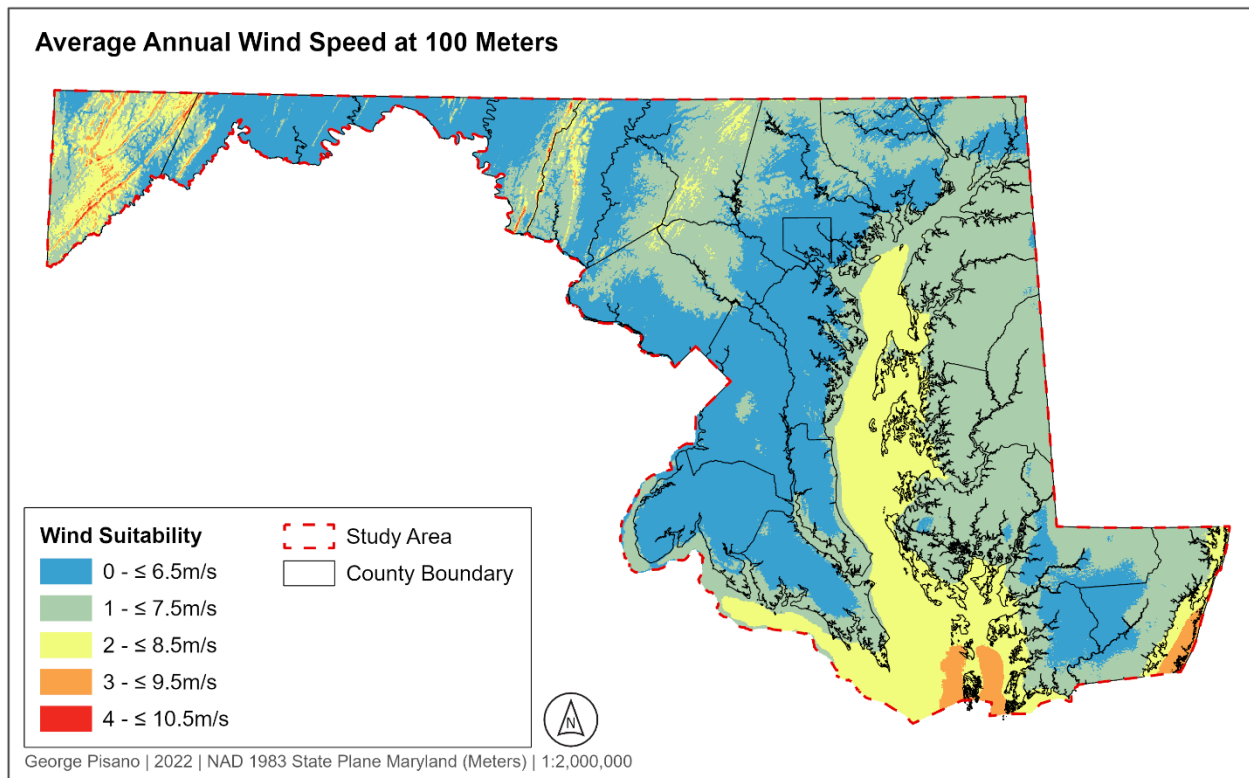 Average Annual Wind Speed at 100 Meters
Wind Suitability
0 - ≤ 6.5m/s
1 - ≤ 7.5m/s
2 - ≤ 8.5m/s
3 - ≤ 9.5m/s
4 - ≤ 10.5m/s
Study Area
County Boundary
N
George Pisano | 2022 | NAD 1983 State Plane Maryland (Meters) | 1:2,000,000